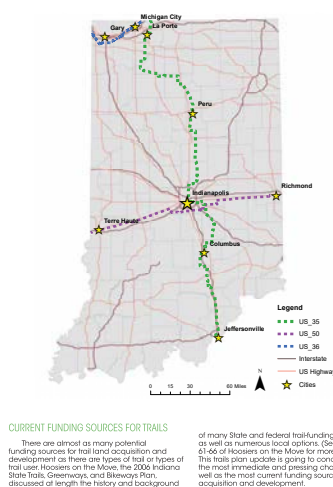 Michigan City
Gary
La Porte
Peru
Indianapolis
Richmond
Terre Haute
Columbus
Jeffersonville
Legend
US_35
US_50
US_36
Interstate
US Highway
Cities
0 15 30 60 Miles
N
CURRENT FUNDING SOURCES FOR TRAILS
There are almost as many potential
funding sources for trail land acquisition and
development as there are types of trail or types of
trail user. Hoosiers on the Move, the 2006 Indiana
State Trails, Greenways, and Bikeways Plan,
discussed at length the history and background
of many State and federal trail-funding
as well as numerous local options. (See
61-66 of Hoosiers on the Move for more
This trails plan update is going to
the most immediate and pressing
well as the most current funding
acquisition and development.